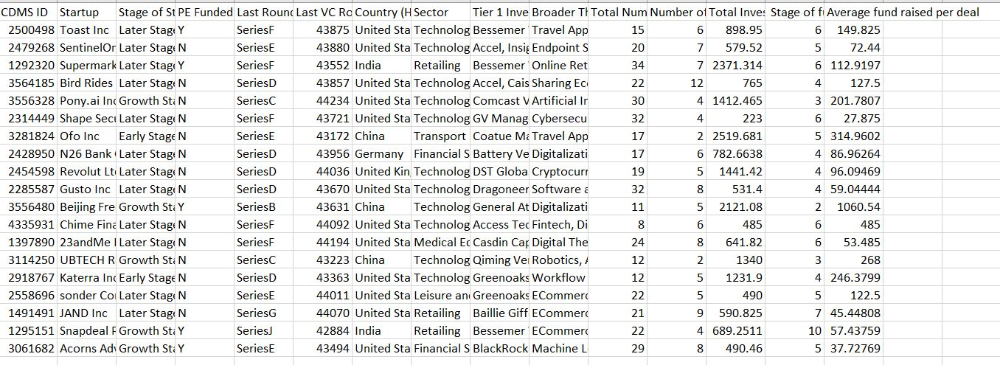 CDMS ID Startup Stage of St PE Funded Last Round Last VC Ro Country (H Sector Tier 1 Inve Broader Th Total Num Number of Total Inves Stage of fu Average fund raised per deal
2500498 Toast Inc Later Stage Y SeriesF 43875 United Sta Technolog Bessemer Travel App 15 6 898.95 6 149.825
2479268 SentinelOn Later Stage N SeriesE 43880 United Sta Technolog Accel, Insig Endpoint S 20 7 579.52 5 72.44
1292320 Supermark Later Stage Y SeriesF 43552 India Retailing Bessemer Online Ret 34 7 2371.314 6 112.9197
3564185 Bird Rides Later Stage N SeriesD 43857 United Sta Technolog Accel, Cais Sharing Ec 22 12 765 4 127.5
3556328 Pony.ai Inc Growth Sta N SeriesC 44234 United Sta Technolog Comcast V Artificial In 30 4 1412.465 3 201.7807
2314449 Shape Secu Later Stage N SeriesF 43721 United Sta Technolog GV Manag Cybersecu 32 4 223 6 27.875
3281824 Ofo Inc Early Stage N SeriesE 43172 China Transport Coatue Ma Travel App 17 2 2519.681 5 314.9602
2428950 N26 Bank Later Stage N SeriesD 43956 Germany Financial S Battery Ve Digitalizati 17 6 782.6638 4 86.96264
2454598 Revolut Lt Later Stage N SeriesD 44036 United Kin DST Globa Cryptocurr 19 5 1441.42 4 96.09469
2285587 Gusto Inc Later Stage N SeriesD 43670 United Sta Technolog Dragoneer Software a 32 8 531.4 4 59.04444
3556480 Beijing Fre Growth Sta Y SeriesB 43631 China Technolog General At Digitalizati 11 5 2121.08 2 1060.54
4335931 Chime Fina Later Stage N SeriesF 44092 United Sta Technolog Access Tec Fintech, Di 8 6 485 6 485
1397890 23andMe I Later Stage N SeriesF 44194 United Sta Medical Ec Casdin Cap Digital The 24 8 641.82 6 53.485
3114250 UBTECH R Growth Sta N SeriesC 43223 China Technolog Qiming Ver Robotics, A 12 2 1340 3 268
2918767 Katerra Inc Early Stage N SeriesD 43363 United Sta Technolog Greenoaks Workflow 12 5 1231.9 4 246.3799
2558696 sonder Co Later Stage N SeriesE 44011 United Sta Leisure an Greenoaks ECommerc 22 5 490 5 122.5
1491491 JAND Inc Later Stage N SeriesG 44070 United Sta Retailing Baillie Giff ECommerc 21 9 590.825 7 45.44808
1295151 Snapdeal P Growth Sta Y SeriesJ 42884 India Retailing Bessemer ECommerc 22 4 689.2511 10 57.43759
3061682 Acorns Adv Growth Sta Y SeriesE 43494 United Sta Financial S BlackRock Machine L 29 8 490.46 5 37.72769